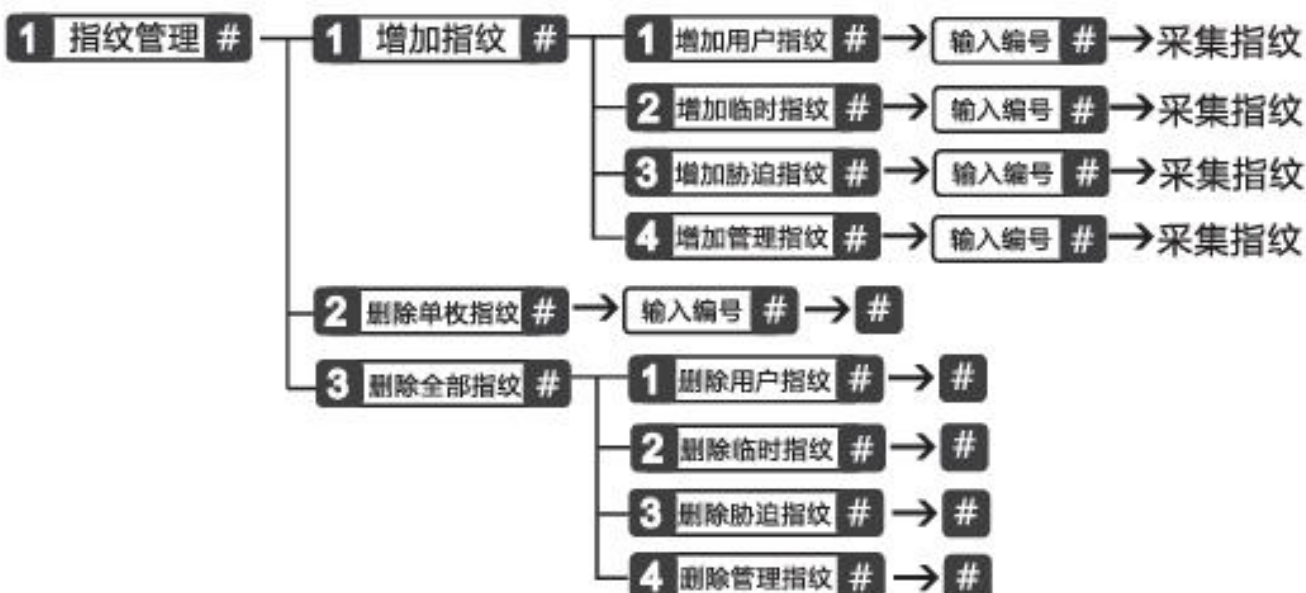 1 指纹管理 # 1 增加指纹 # 1 增加用户指纹 # → 输入编号 # → 采集指纹
2 增加临时指纹 # → 输入编号 # → 采集指纹
3 增加胁迫指纹 # → 输入编号 # → 采集指纹
4 增加管理指纹 # → 输入编号 # → 采集指纹
2 删除单枚指纹 # → 输入编号 # → #
3 删除全部指纹 # 1 删除用户指纹 # → #
2 删除临时指纹 # → #
3 删除胁迫指纹 # → #
4 删除管理指纹 # → #